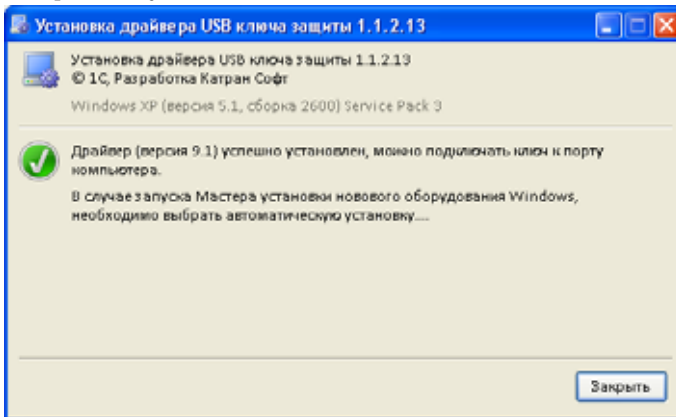 Установка драйвера USB ключа защиты 1.1.2.13
Установка драйвера USB ключа защиты 1.1.2.13
© 1С, Разработка Катран Софт
Windows XP (версия 5.1, сборка 2600) Service Pack 3
Драйвер (версия 9.1) успешно установлен, можно подключать ключ к порту
компьютера.
В случае запуска Мастера установки новового оборудования Windows,
необходимо выбрать автоматическую установку....
Закрыть